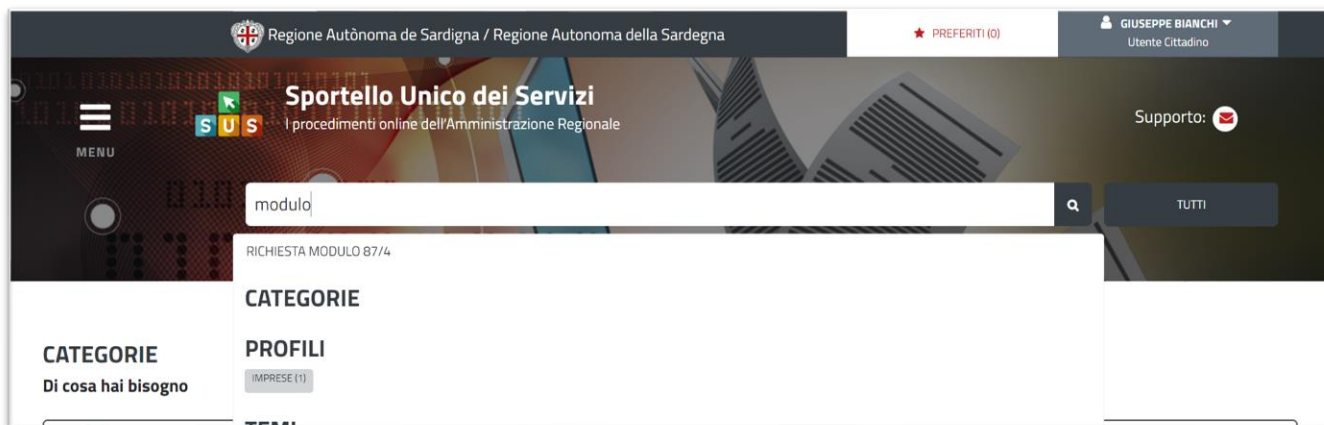 Regione Autònoma de Sardigna / Regione Autonoma della Sardegna
PREFERITI (0)
GIUSEPPE BIANCHI
Utente Cittadino
MENU
SUS
Sportello Unico dei Servizi
I procedimenti online dell'Amministrazione Regionale
Supporto:
modulo
TUTTI
RICHIESTA MODULO 87/4
CATEGORIE
PROFILI
IMPRESE (1)
TEMI
CATEGORIE
Di cosa hai bisogno